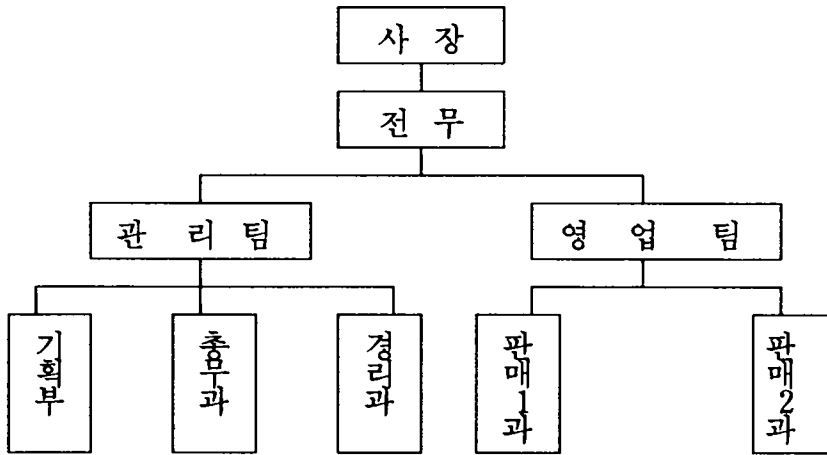 사 장
전 무
관 리 팀
영 업 팀
기획부
총무과
경리과
판매1과
판매2과